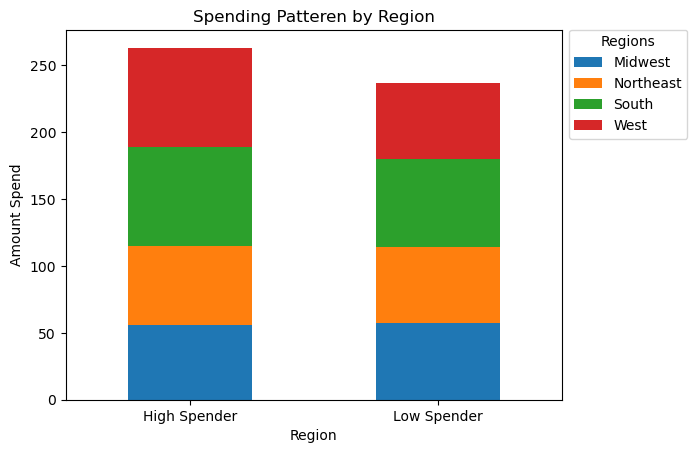 Spending Patteren by Region
Regions
Midwest
Northeast
South
West
Amount Spend
250
200
150
100
50
0
High Spender
Low Spender
Region